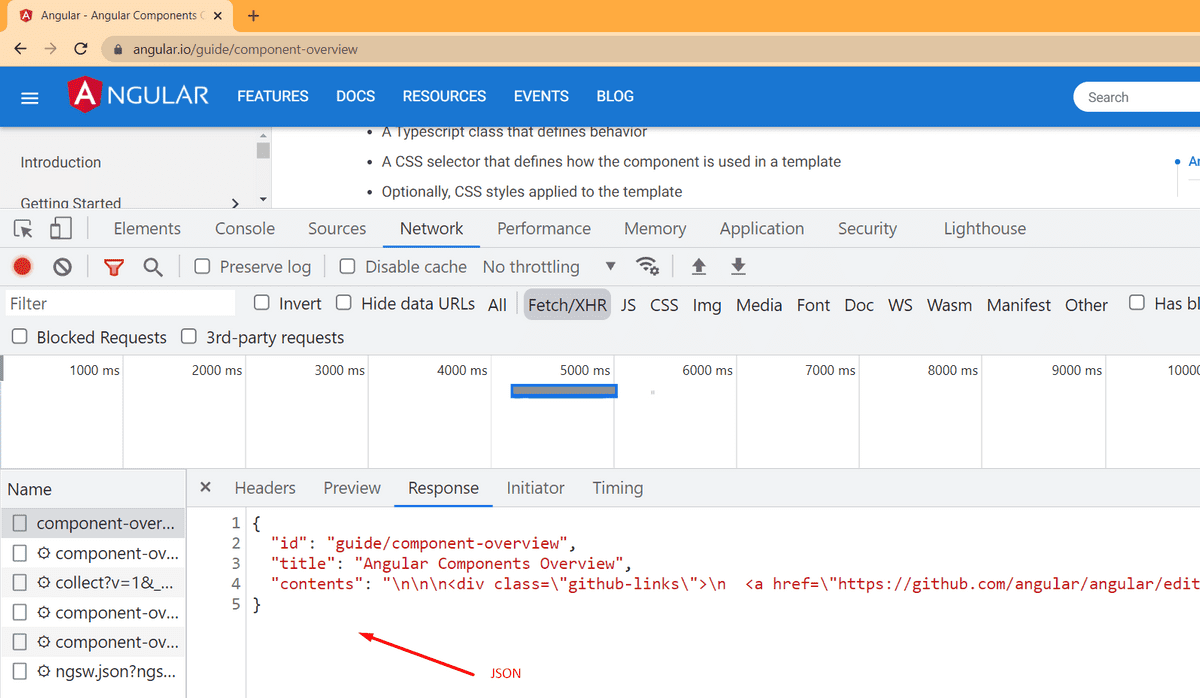 Angular - Angular Components
angular.io/guide/component-overview
ANGULAR FEATURES DOCS RESOURCES EVENTS BLOG Search
A Typescript class that defines behavior
Introduction
A CSS selector that defines how the component is used in a template
Optionally, CSS styles applied to the template
Getting Started
Elements Console Sources Network Performance Memory Application Security Lighthouse
Preserve log Disable cache No throttling
Filter Invert Hide data URLs All Fetch/XHR JS CSS Img Media Font Doc WS Wasm Manifest Other Has bl
Blocked Requests 3rd-party requests
1000 ms 2000 ms 3000 ms 4000 ms 5000 ms 6000 ms 7000 ms 8000 ms 9000 ms 1000
Name
Headers Preview Response Initiator Timing
component-over...
component-ov...
collect?v=1&_...
component-ov...
component-ov...
ngsw.json?ngs...
1 {
2 "id": "guide/component-overview",
3 "title": "Angular Components Overview",
4 "contents": "\n\n\n<div class=\"github-links\">\n  <a href=\"https://github.com/angular/angular/edit
5 }
JSON